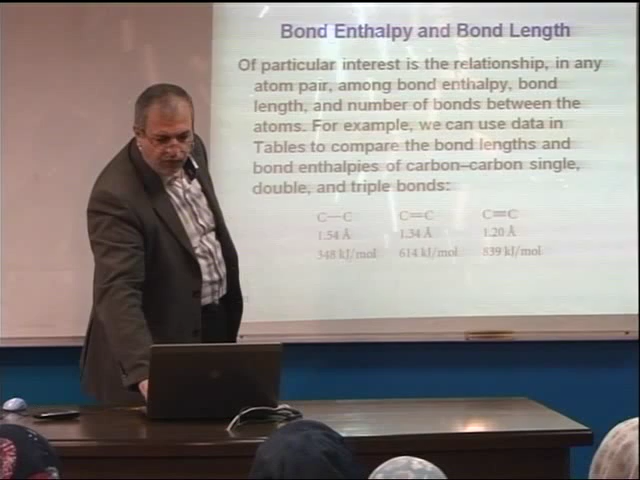 Bond Enthalpy and Bond Length
Of particular interest is the relationship, in any
atom pair, among bond enthalpy, bond
length, and number of bonds between the
atoms. For example, we can use data in
Tables to compare the bond lengths and
bond enthalpies of carbon–carbon single,
double, and triple bonds:
C—C C=C C≡C
1.54 Å 1.34 Å 1.20 Å
348 kJ/mol 614 kJ/mol 839 kJ/mol